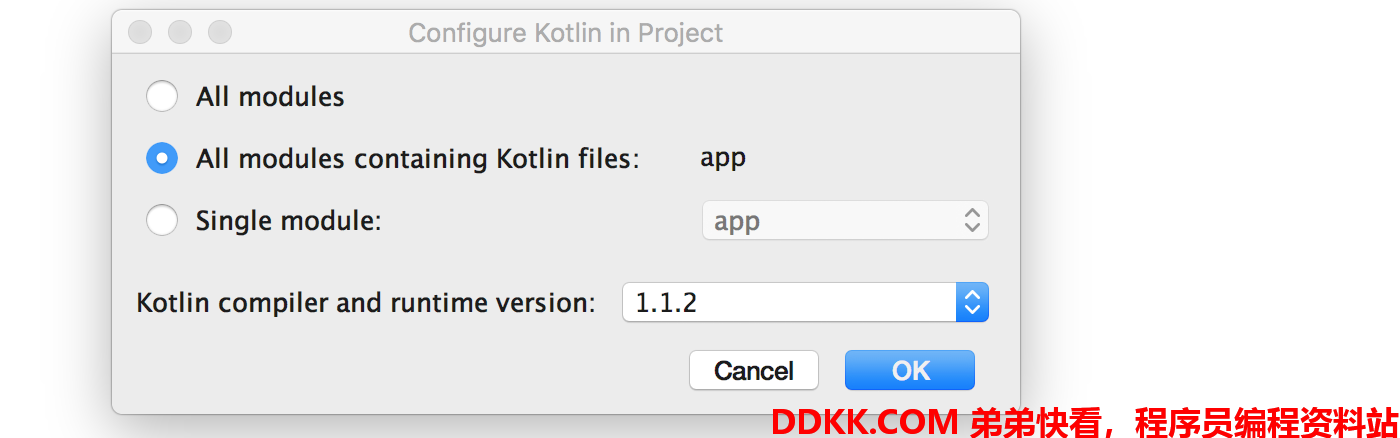 Configure Kotlin in Project
All modules
All modules containing Kotlin files: app
Single module: app
Kotlin compiler and runtime version: 1.1.2
Cancel OK
DDKK.COM 弟弟快看，程序员编程资料站